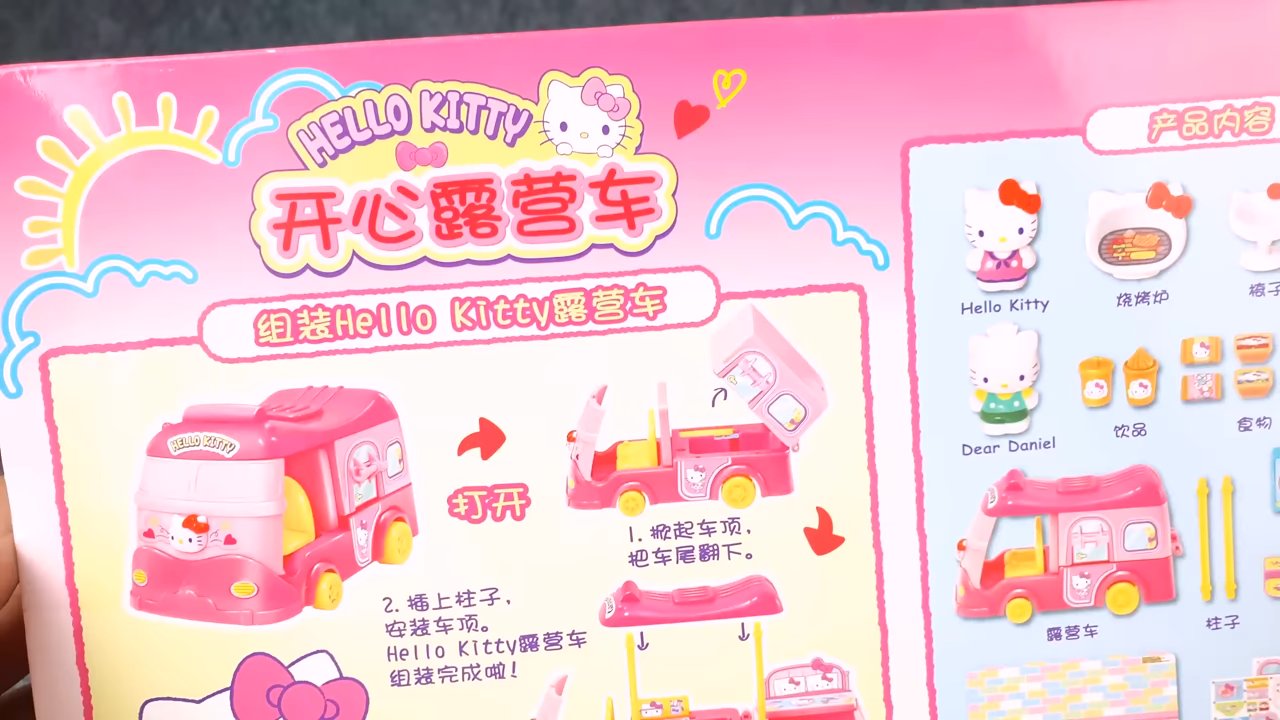 HELLO KITTY
开心露营车
组装Hello Kitty露营车
HELLO KITTY
打开
1. 掀起车顶，
把车尾翻下。
2. 插上柱子，
安装车顶。
Hello Kitty露营车
组装完成啦！
产品内容
Hello Kitty
烧烤炉
椅子
Dear Daniel
饮品
食物
露营车
柱子